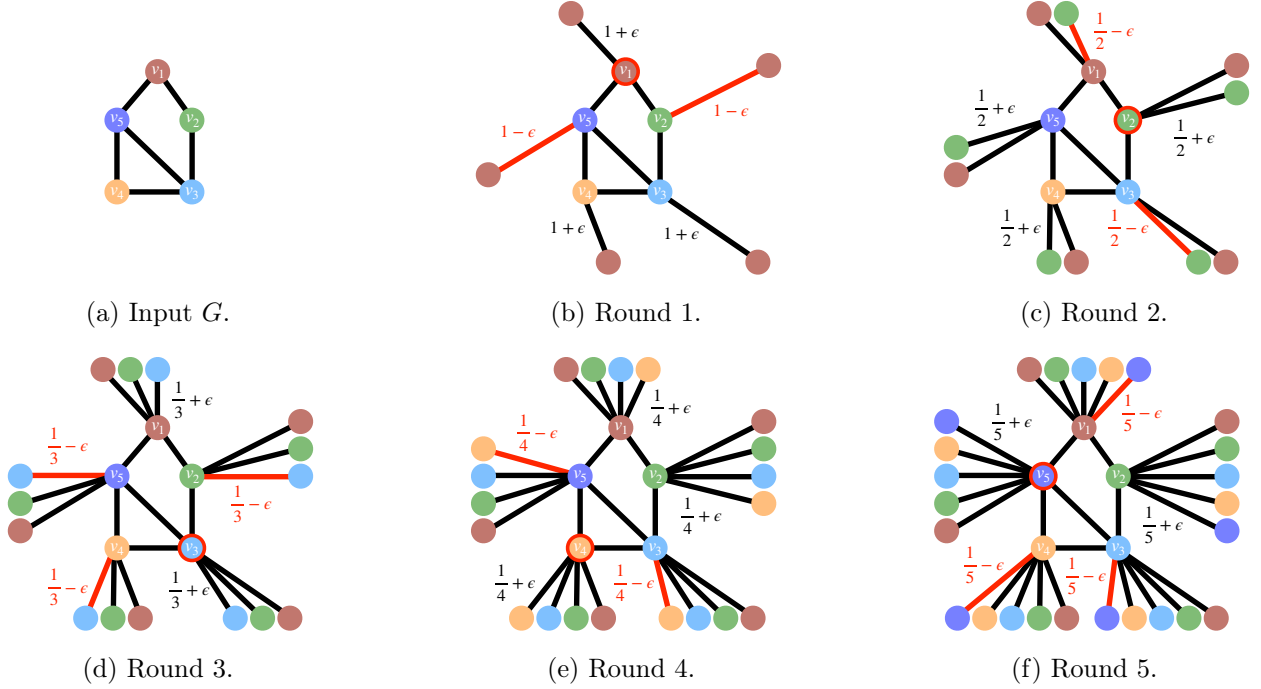 v₁
v₅ v₂
v₄ v₃
(a) Input G.
1 + ϵ
v₁
1 − ϵ v₅ v₂ 1 − ϵ
v₄ v₃
1 + ϵ 1 + ϵ
(b) Round 1.
1/2 − ϵ
v₁
1/2 + ϵ v₅ v₂ 1/2 + ϵ
v₄ v₃
1/2 + ϵ 1/2 − ϵ
(c) Round 2.
1/3 + ϵ
v₁
1/3 − ϵ v₅ v₂ 1/3 − ϵ
v₄ v₃
1/3 − ϵ 1/3 + ϵ
(d) Round 3.
1/4 + ϵ
v₁
1/4 − ϵ v₅ v₂
1/4 + ϵ
v₄ v₃
1/4 + ϵ 1/4 − ϵ
(e) Round 4.
1/5 + ϵ 1/5 − ϵ
v₁
v₅ v₂
1/5 + ϵ
v₄ v₃
1/5 − ϵ 1/5 − ϵ
(f) Round 5.